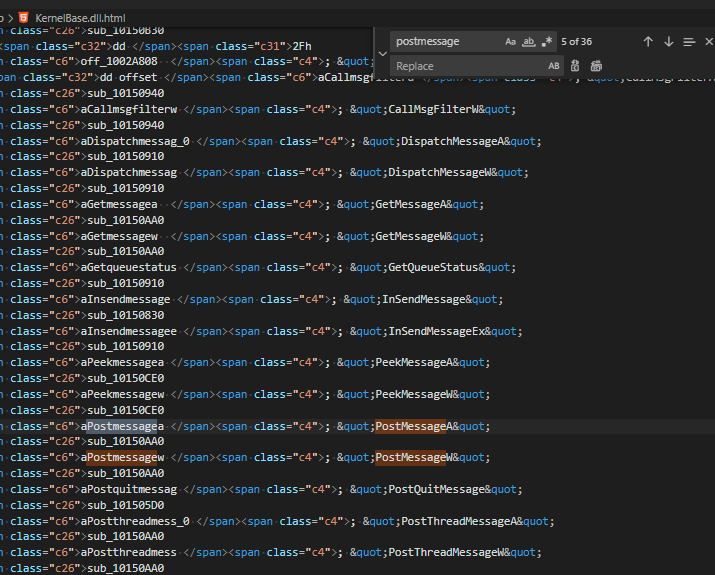 o > KernelBase.dll.html
n class="c26">sub_10150B30
<span class="c32">dd </span><span class="c31">2Fh
n class="c6">off_1002A808 </span><span class="c4">; &quot;
pan class="c32">dd offset </span><span class="c6">aCallmsgfiltera </span><span class="c4">; &quot;CallMsgFilterA
n class="c26">sub_10150940
n class="c6">aCallmsgfilterw </span><span class="c4">; &quot;CallMsgFilterW&quot;
n class="c26">sub_10150940
n class="c6">aDispatchmessag_0 </span><span class="c4">; &quot;DispatchMessageA&quot;
n class="c26">sub_10150910
n class="c6">aDispatchmessag </span><span class="c4">; &quot;DispatchMessageW&quot;
n class="c26">sub_10150910
n class="c6">aGetmessagea </span><span class="c4">; &quot;GetMessageA&quot;
n class="c26">sub_10150AA0
n class="c6">aGetmessagew </span><span class="c4">; &quot;GetMessageW&quot;
n class="c26">sub_10150AA0
n class="c6">aGetqueuestatus </span><span class="c4">; &quot;GetQueueStatus&quot;
n class="c26">sub_10150910
n class="c6">aInsendmessage </span><span class="c4">; &quot;InSendMessage&quot;
n class="c26">sub_10150830
n class="c6">aInsendmessagee </span><span class="c4">; &quot;InSendMessageEx&quot;
n class="c26">sub_10150910
n class="c6">aPeekmessagea </span><span class="c4">; &quot;PeekMessageA&quot;
n class="c26">sub_10150CE0
n class="c6">aPeekmessagew </span><span class="c4">; &quot;PeekMessageW&quot;
n class="c26">sub_10150CE0
n class="c6">aPostmessagea </span><span class="c4">; &quot;PostMessageA&quot;
n class="c26">sub_10150AA0
n class="c6">aPostmessagew </span><span class="c4">; &quot;PostMessageW&quot;
n class="c26">sub_10150AA0
n class="c6">aPostquitmessag </span><span class="c4">; &quot;PostQuitMessage&quot;
n class="c26">sub_101505D0
n class="c6">aPostthreadmess_0 </span><span class="c4">; &quot;PostThreadMessageA&quot;
n class="c26">sub_10150AA0
n class="c6">aPostthreadmess </span><span class="c4">; &quot;PostThreadMessageW&quot;
n class="c26">sub_10150AA0
postmessage Aa ab .* 5 of 36
Replace AB